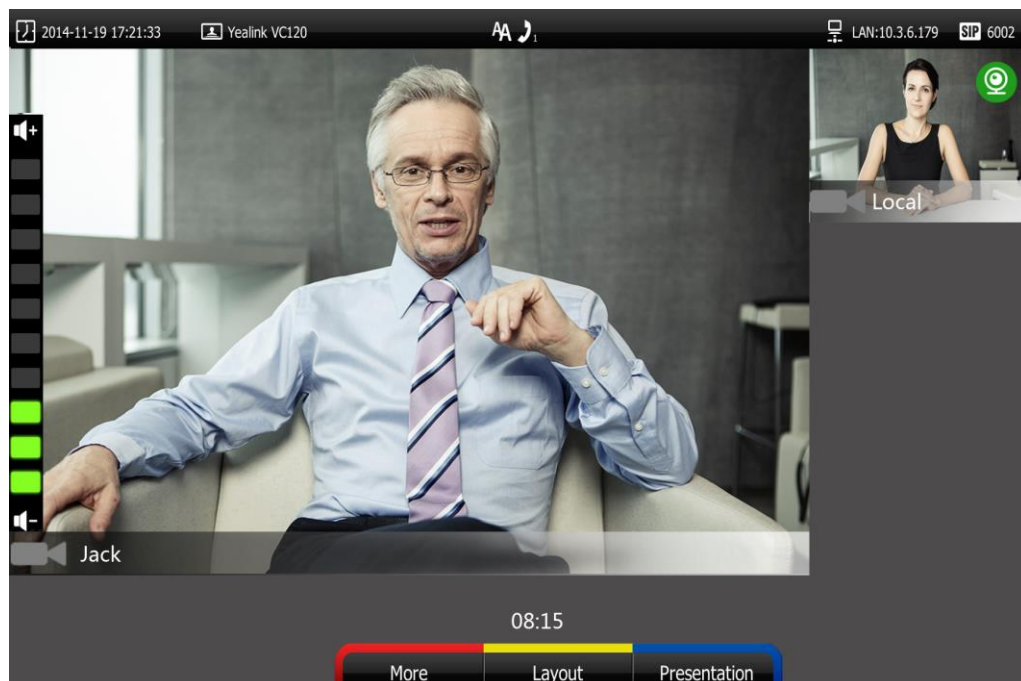 2014-11-19 17:21:33 Yealink VC120 AA 1 LAN:10.3.6.179 SIP 6002
Local
Jack
08:15
More Layout Presentation